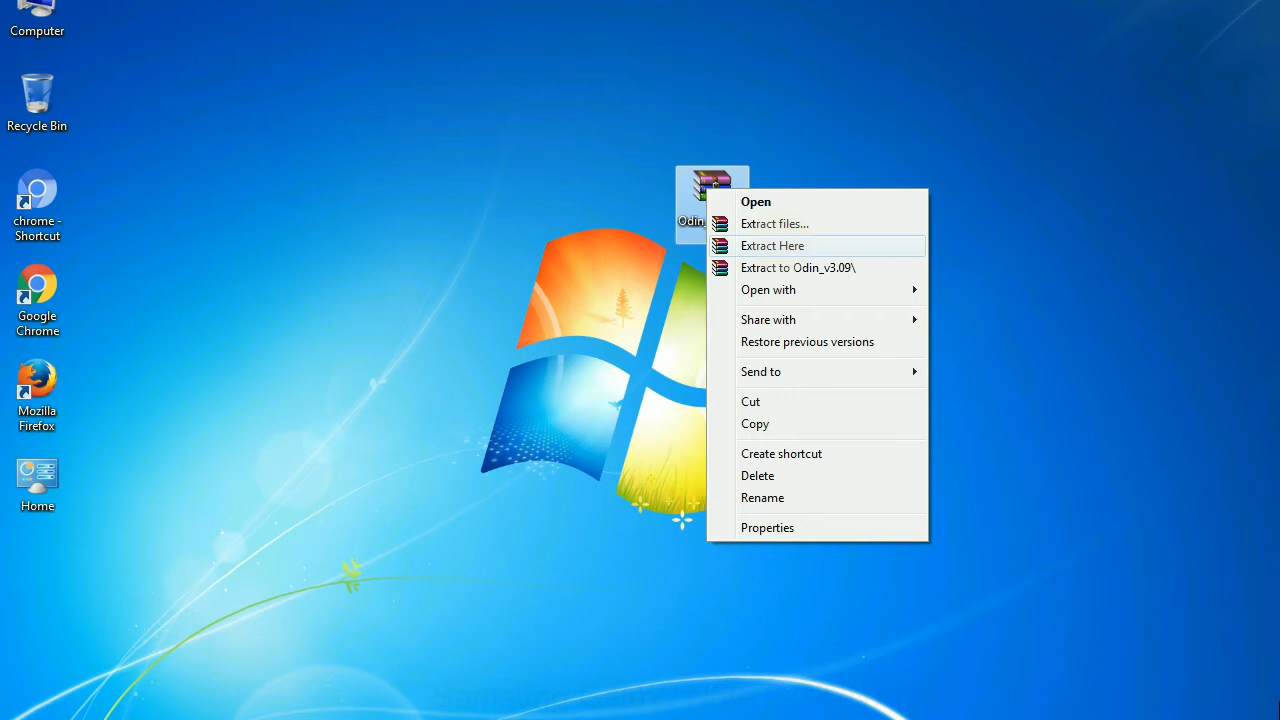 Computer
Recycle Bin
chrome -
Shortcut
Google
Chrome
Mozilla
Firefox
Home
Open
Extract files...
Extract Here
Extract to Odin_v3.09\
Open with
Share with
Restore previous versions
Send to
Cut
Copy
Create shortcut
Delete
Rename
Properties